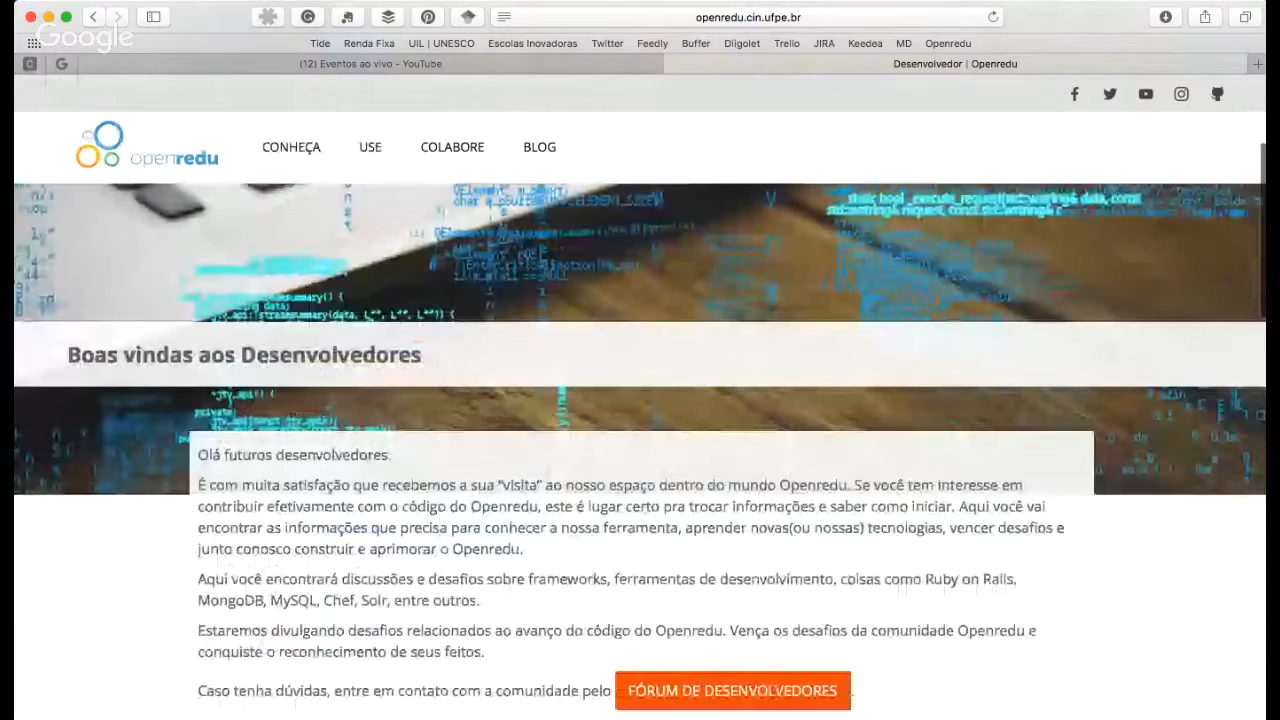 openredu.cin.ufpe.br
Google
Tide Renda Fixa UIL | UNESCO Escolas Inovadoras Twitter Feedly Buffer Diigolet Trello JIRA Keedea MD Openredu
(12) Eventos ao vivo - YouTube Desenvolvedor | Openredu
openredu CONHEÇA USE COLABORE BLOG
Boas vindas aos Desenvolvedores
Olá futuros desenvolvedores.
É com muita satisfação que recebemos a sua “visita” ao nosso espaço dentro do mundo Openredu. Se você tem interesse em
contribuir efetivamente com o código do Openredu, este é lugar certo pra trocar informações e saber como iniciar. Aqui você vai
encontrar as informações que precisa para conhecer a nossa ferramenta, aprender novas(ou nossas) tecnologias, vencer desafios e
junto conosco construir e aprimorar o Openredu.
Aqui você encontrará discussões e desafios sobre frameworks, ferramentas de desenvolvimento, coisas como Ruby on Rails,
MongoDB, MySQL, Chef, Solr, entre outros.
Estaremos divulgando desafios relacionados ao avanço do código do Openredu. Vença os desafios da comunidade Openredu e
conquiste o reconhecimento de seus feitos.
Caso tenha dúvidas, entre em contato com a comunidade pelo FÓRUM DE DESENVOLVEDORES .